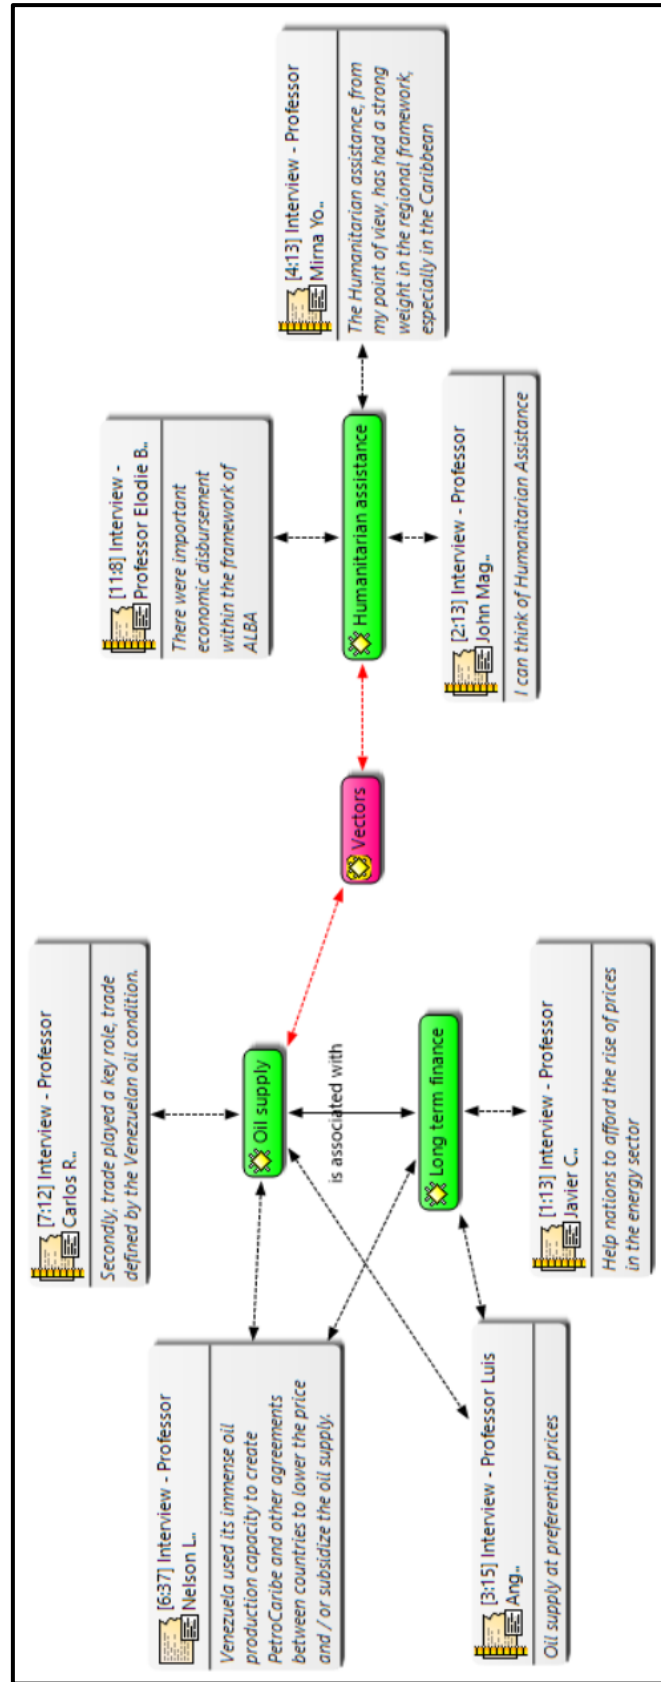 [6:37] Interview - Professor
Nelson L..
Venezuela used its immense oil
production capacity to create
PetroCaribe and other agreements
between countries to lower the price
and / or subsidize the oil supply.
[7:12] Interview - Professor
Carlos R..
Secondly, trade played a key role, trade
defined by the Venezuelan oil condition.
[11:8] Interview -
Professor Elodie B..
There were important
economic disbursement
within the framework of
ALBA
[4:13] Interview - Professor
Mirna Yo..
The Humanitarian assistance, from
my point of view, has had a strong
weight in the regional framework,
especially in the Caribbean
Oil supply
is associated with
Long term finance
Vectors
Humanitarian assistance
[3:15] Interview - Professor Luis
Ang..
Oil supply at preferential prices
[1:13] Interview - Professor
Javier C..
Help nations to afford the rise of prices
in the energy sector
[2:13] Interview - Professor
John Mag..
I can think of Humanitarian Assistance